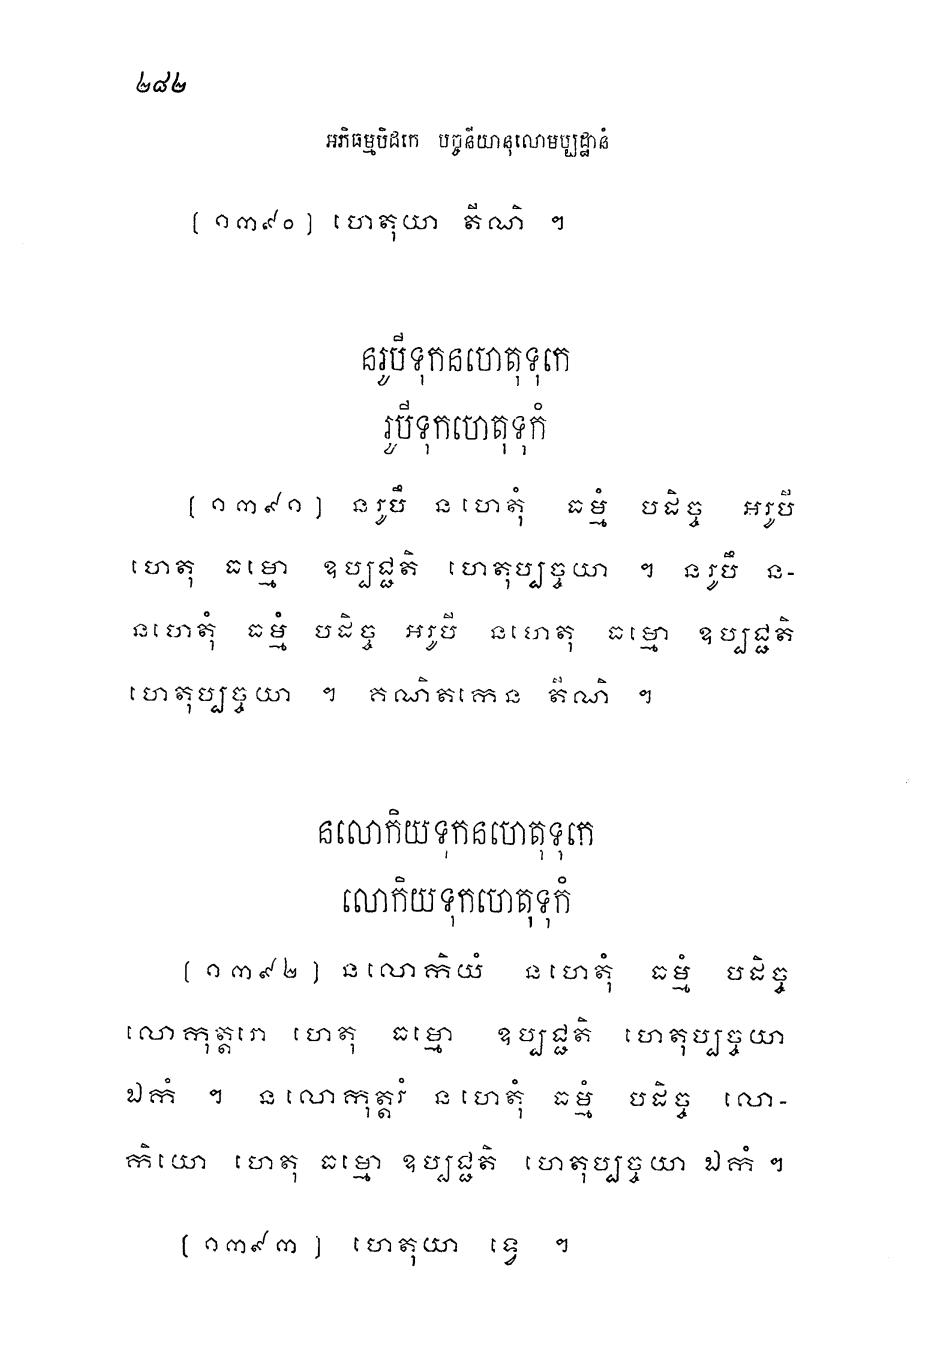 ២៨២
អភិធម្មបិដកេ បច្ចនីយានុលោមប្បដ្ឋានំ
[១៣៩០] ហេតុយា តីណិ ។
នរូបីទុកនហេតុទុកេ
រូបីទុកហេតុទុកំ
[១៣៩១] នរូបឹ នហេតុំ ធម្មំ បដិច្ច អរូបី
ហេតុ ធម្មោ ឧប្បជ្ជតិ ហេតុប្បច្ចយា ។ នរូបឹ ន-
នហេតុំ ធម្មំ បដិច្ច អរូបី នហេតុ ធម្មោ ឧប្បជ្ជតិ
ហេតុប្បច្ចយា ។ គណិតកេន តីណិ ។
នលោកិយទុកនហេតុទុកេ
លោកិយទុកហេតុទុកំ
[១៣៩២] នលោកិយំ នហេតុំ ធម្មំ បដិច្ច
លោកុត្តរោ ហេតុ ធម្មោ ឧប្បជ្ជតិ ហេតុប្បច្ចយា
ឯកំ ។ នលោកុត្តរំ នហេតុំ ធម្មំ បដិច្ច លោ-
កិយោ ហេតុ ធម្មោ ឧប្បជ្ជតិ ហេតុប្បច្ចយា ឯកំ ។
[១៣៩៣] ហេតុយា ទ្វេ ។